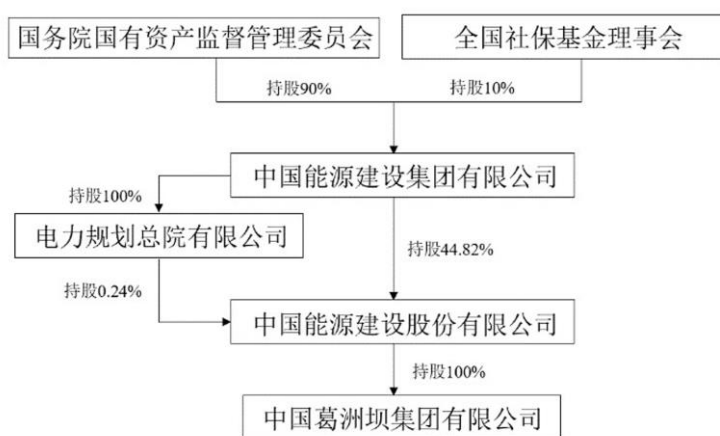 国务院国有资产监督管理委员会
全国社保基金理事会
持股90%
持股10%
中国能源建设集团有限公司
持股100%
电力规划总院有限公司
持股44.82%
持股0.24%
中国能源建设股份有限公司
持股100%
中国葛洲坝集团有限公司